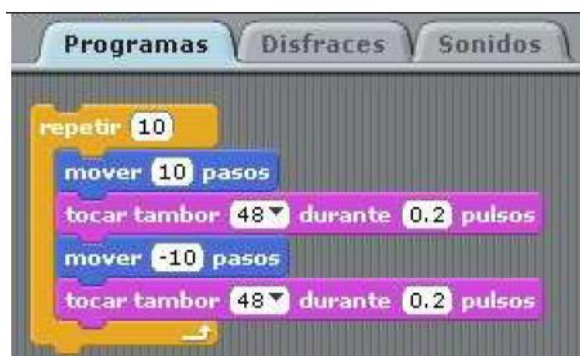 Programas Disfraces Sonidos
repetir 10
mover 10 pasos
tocar tambor 48 durante 0.2 pulsos
mover -10 pasos
tocar tambor 48 durante 0.2 pulsos